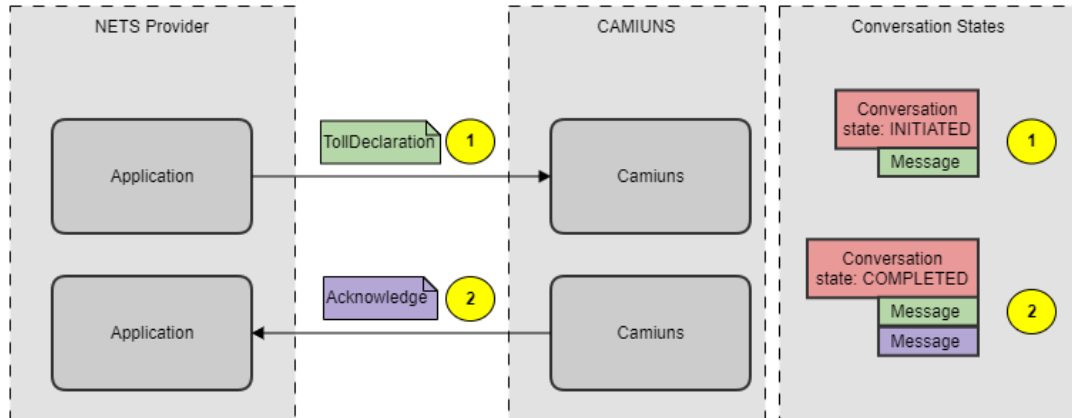 NETS Provider
CAMIUNS
Conversation States
Application
TollDeclaration
1
Camiuns
Conversation
state: INITIATED
Message
1
Application
Acknowledge
2
Camiuns
Conversation
state: COMPLETED
Message
Message
2